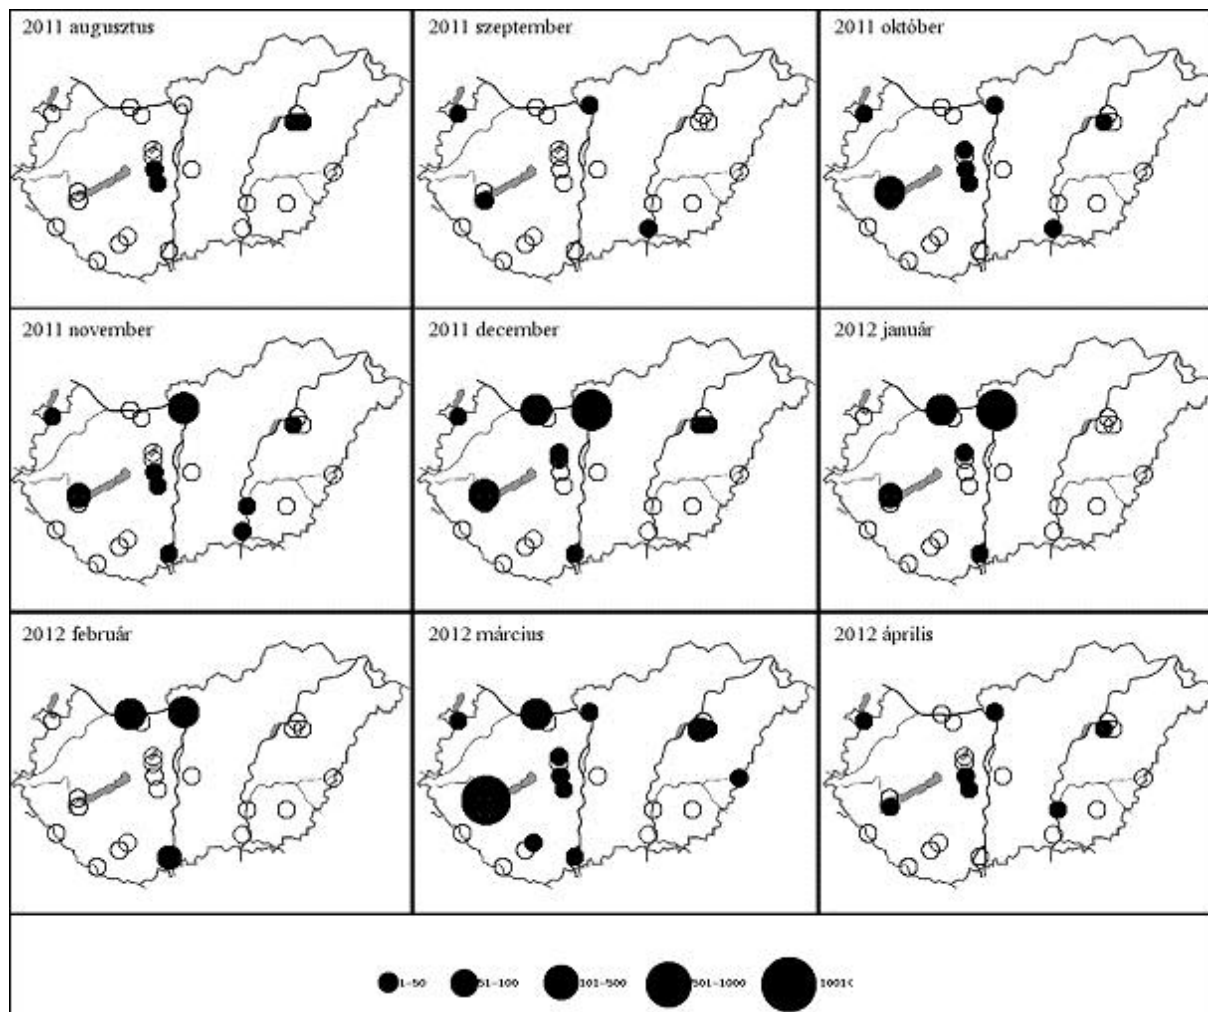 2011 augusztus
2011 szeptember
2011 október
2011 november
2011 december
2012 január
2012 február
2012 március
2012 április
1-50
51-100
101-500
501-1000
1001<